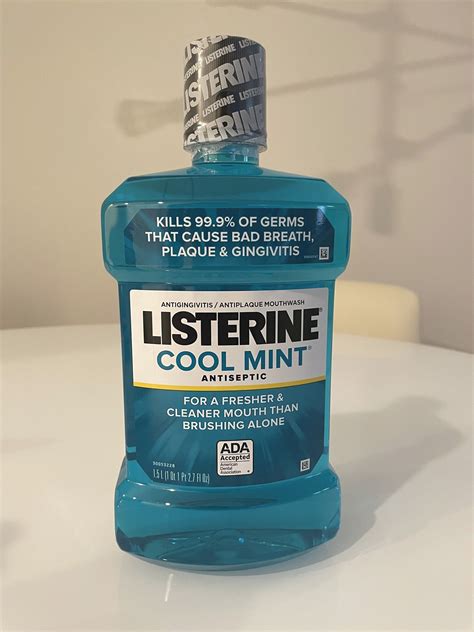 LISTERINE
LISTERINE
LISTERINE
KILLS 99.9% OF GERMS
THAT CAUSE BAD BREATH,
PLAQUE & GINGIVITIS
ANTIGINGIVITIS / ANTIPLAQUE MOUTHWASH
LISTERINE®
COOL MINT®
ANTISEPTIC
FOR A FRESHER &
CLEANER MOUTH THAN
BRUSHING ALONE
ADA
Accepted
American
Dental
Association
1.5 L (1 Qt 1 Pt 2.7 Fl Oz)